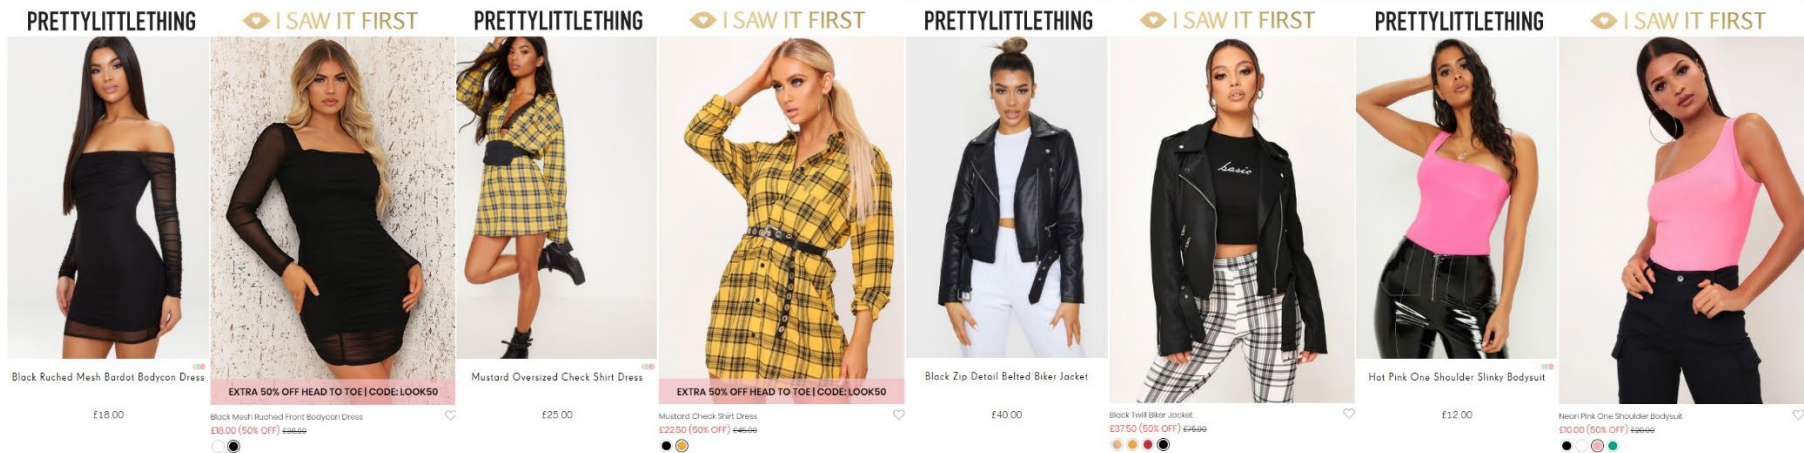 PRETTYLITTLETHING
Black Ruched Mesh Bardot Bodycon Dress
£18.00
I SAW IT FIRST
EXTRA 50% OFF HEAD TO TOE | CODE: LOOK50
Black Mesh Ruched Front Bodycon Dress
£18.00 (50% OFF) £36.00
PRETTYLITTLETHING
Mustard Oversized Check Shirt Dress
£25.00
I SAW IT FIRST
EXTRA 50% OFF HEAD TO TOE | CODE: LOOK50
Mustard Check Shirt Dress
£22.50 (50% OFF) £45.00
PRETTYLITTLETHING
Black Zip Detail Belted Biker Jacket
£40.00
I SAW IT FIRST
basic
Black Twill Biker Jacket
£37.50 (50% OFF) £75.00
PRETTYLITTLETHING
Hot Pink One Shoulder Slinky Bodysuit
£12.00
I SAW IT FIRST
Neon Pink One Shoulder Bodysuit
£10.00 (50% OFF) £20.00